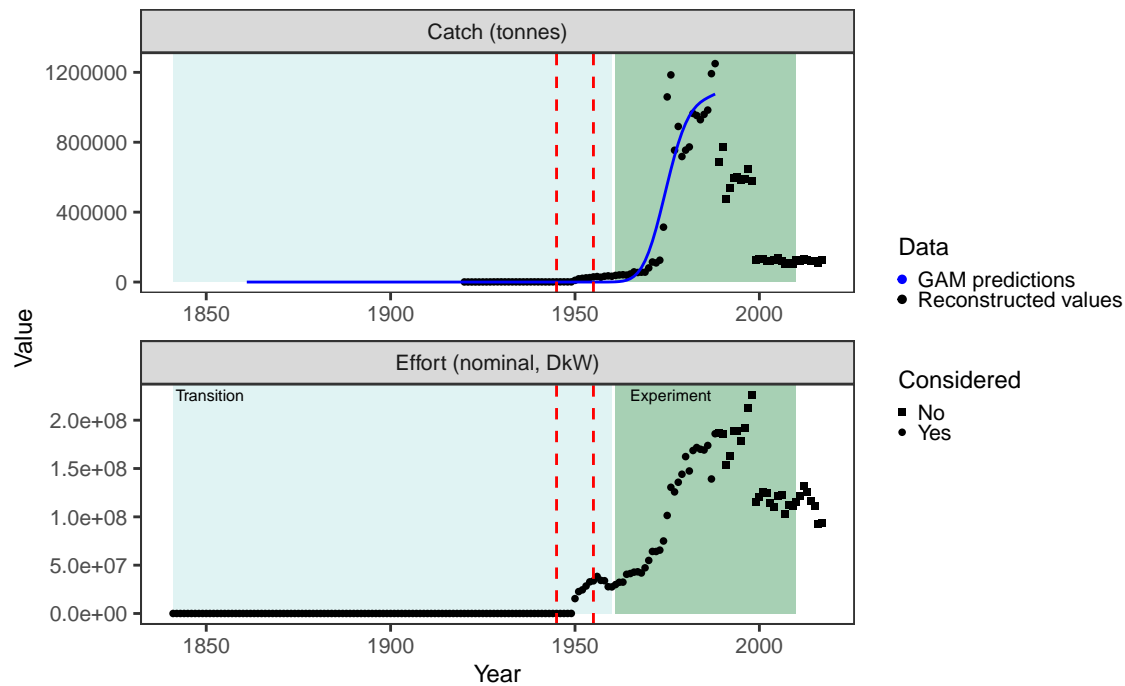 Catch (tonnes)
1200000
800000
400000
0
1850
1900
1950
2000
Value
Effort (nominal, DkW)
Transition
Experiment
2.0e+08
1.5e+08
1.0e+08
5.0e+07
0.0e+00
1850
1900
1950
2000
Year
Data
GAM predictions
Reconstructed values
Considered
No
Yes